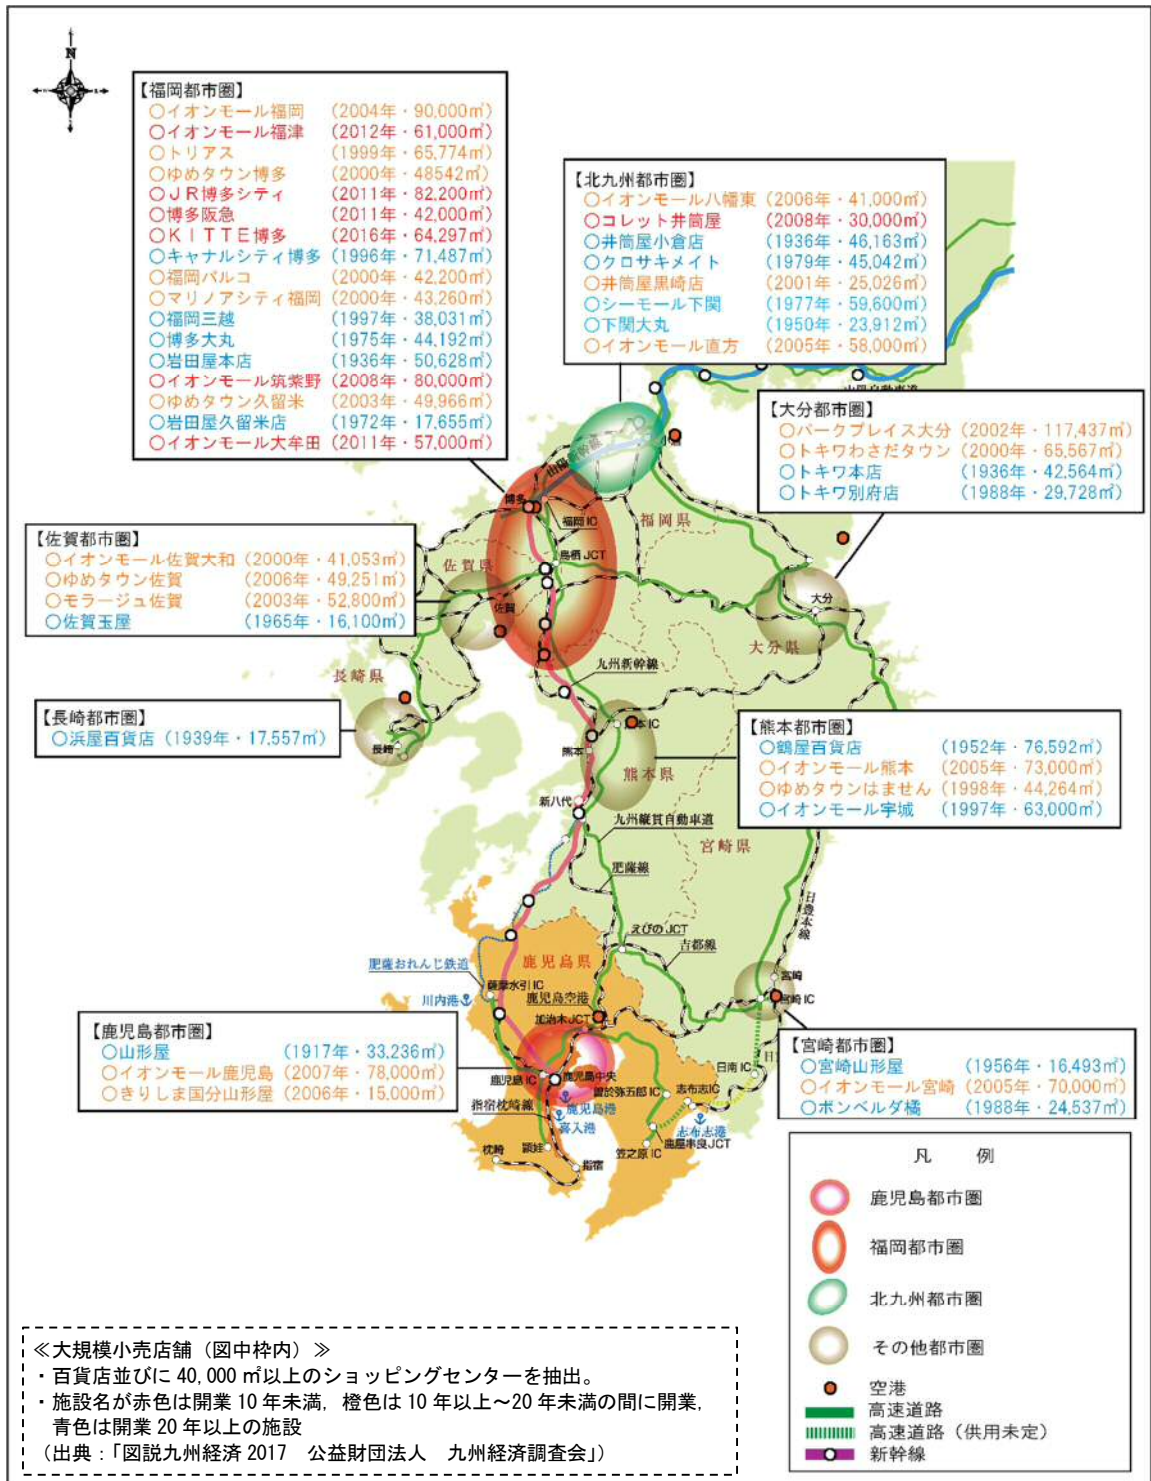 N
【福岡都市圏】
○イオンモール福岡 (2004年・90,000㎡)
○イオンモール福津 (2012年・61,000㎡)
○トリアス (1999年・65,774㎡)
○ゆめタウン博多 (2000年・48542㎡)
○ＪＲ博多シティ (2011年・82,200㎡)
○博多阪急 (2011年・42,000㎡)
○ＫＩＴＴＥ博多 (2016年・64,297㎡)
○キャナルシティ博多 (1996年・71,487㎡)
○福岡パルコ (2000年・42,200㎡)
○マリノアシティ福岡 (2000年・43,260㎡)
○福岡三越 (1997年・38,031㎡)
○博多大丸 (1975年・44,192㎡)
○岩田屋本店 (1936年・50,628㎡)
○イオンモール筑紫野 (2008年・80,000㎡)
○ゆめタウン久留米 (2003年・49,966㎡)
○岩田屋久留米店 (1972年・17,655㎡)
○イオンモール大牟田 (2011年・57,000㎡)
【北九州都市圏】
○イオンモール八幡東 (2006年・41,000㎡)
○コレット井筒屋 (2008年・30,000㎡)
○井筒屋小倉店 (1936年・46,163㎡)
○クロサキメイト (1979年・45,042㎡)
○井筒屋黒崎店 (2001年・25,026㎡)
○シーモール下関 (1977年・59,600㎡)
○下関大丸 (1950年・23,912㎡)
○イオンモール直方 (2005年・58,000㎡)
【大分都市圏】
○パークプレイス大分 (2002年・117,437㎡)
○トキワわさだタウン (2000年・65,567㎡)
○トキワ本店 (1936年・42,564㎡)
○トキワ別府店 (1988年・29,728㎡)
山陽新幹線
小倉
博多
福岡IC
福岡県
鳥栖JCT
【佐賀都市圏】
○イオンモール佐賀大和 (2000年・41,053㎡)
○ゆめタウン佐賀 (2006年・49,251㎡)
○モラージュ佐賀 (2003年・52,800㎡)
○佐賀玉屋 (1965年・16,100㎡)
佐賀県
佐賀
大分
大分県
九州新幹線
長崎県
【長崎都市圏】
○浜屋百貨店 (1939年・17,557㎡)
長崎
熊本
熊本県
【熊本都市圏】
○鶴屋百貨店 (1952年・76,592㎡)
○イオンモール熊本 (2005年・73,000㎡)
○ゆめタウンはません (1998年・44,264㎡)
○イオンモール宇城 (1997年・63,000㎡)
新八代
九州縦貫自動車道
宮崎県
肥薩線
日豊本線
えびのJCT
吉都線
鹿児島県
肥薩おれんじ鉄道
薩摩水引IC
川内港
鹿児島空港
加治木JCT
宮崎
宮崎IC
【鹿児島都市圏】
○山形屋 (1917年・33,236㎡)
○イオンモール鹿児島 (2007年・78,000㎡)
○きりしま国分山形屋 (2006年・15,000㎡)
【宮崎都市圏】
○宮崎山形屋 (1956年・16,493㎡)
○イオンモール宮崎 (2005年・70,000㎡)
○ボンベルダ橘 (1988年・24,537㎡)
鹿児島IC
鹿児島中央
日南IC
曽於弥五郎IC
志布志IC
指宿枕崎線
鹿児島港
喜入港
志布志港
鹿屋串良JCT
笠之原IC
枕崎
頴娃
指宿
凡 例
鹿児島都市圏
福岡都市圏
北九州都市圏
その他都市圏
空港
高速道路
高速道路（供用未定）
新幹線
≪大規模小売店舗（図中枠内）≫
・百貨店並びに 40,000 ㎡以上のショッピングセンターを抽出。
・施設名が赤色は開業 10 年未満，橙色は 10 年以上～20 年未満の間に開業,
青色は開業 20 年以上の施設
（出典：「図説九州経済 2017 公益財団法人 九州経済調査会」）